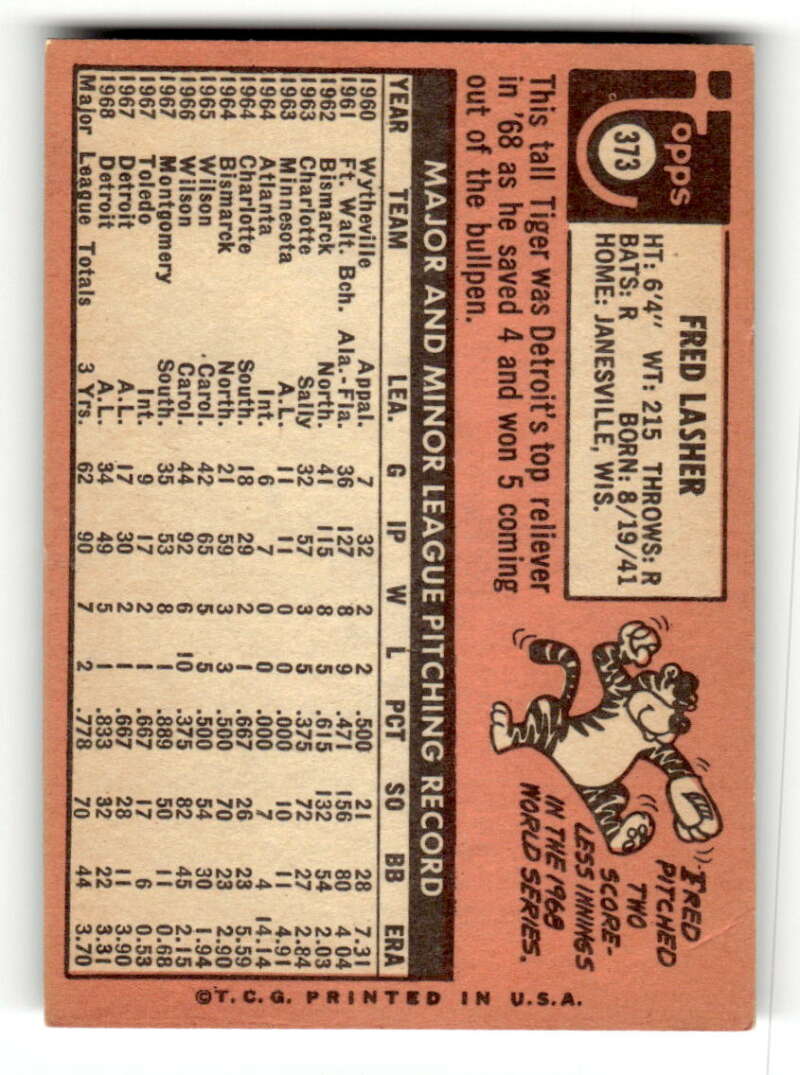 Topps
373
FRED LASHER
HT: 6'4" WT: 215 THROWS: R
BATS: R BORN: 8/19/41
HOME: JANESVILLE, WIS.
This tall Tiger was Detroit's top reliever
in '68 as he saved 4 and won 5 coming
out of the bullpen.
FRED
PITCHED
TWO
SCORE-
LESS INNINGS
IN THE 1968
WORLD SERIES.
MAJOR AND MINOR LEAGUE PITCHING RECORD
YEAR TEAM LEA. G IP W L PCT SO BB ERA
1960 Wytheville Appal. 7 32 2 2 .500 21 28 7.31
1961 Ft. Walt. Bch. Ala.-Fla. 36 127 8 9 .471 156 80 4.04
1962 Bismarck North. 41 115 8 5 .615 132 54 2.03
1963 Charlotte Sally 32 57 3 5 .375 72 27 2.84
1963 Minnesota A.L. 11 11 0 0 .000 10 11 4.91
1964 Atlanta Int. 6 7 0 0 .000 7 4 14.14
1964 Charlotte South. 18 29 2 1 .667 26 23 5.59
1964 Bismarck North. 21 59 3 3 .500 70 23 2.90
1965 Wilson Carol. 42 65 5 5 .500 54 30 1.94
1966 Wilson Carol. 44 92 6 10 .375 82 45 2.15
1967 Montgomery South. 35 53 8 1 .889 50 11 0.68
1967 Toledo Int. 9 17 2 1 .667 17 6 0.53
1967 Detroit A.L. 17 30 2 1 .667 28 11 3.90
1968 Detroit A.L. 34 49 5 1 .833 32 22 3.31
Major League Totals 3 Yrs. 62 90 7 2 .778 70 44 3.70
©T.C.G. PRINTED IN U.S.A.